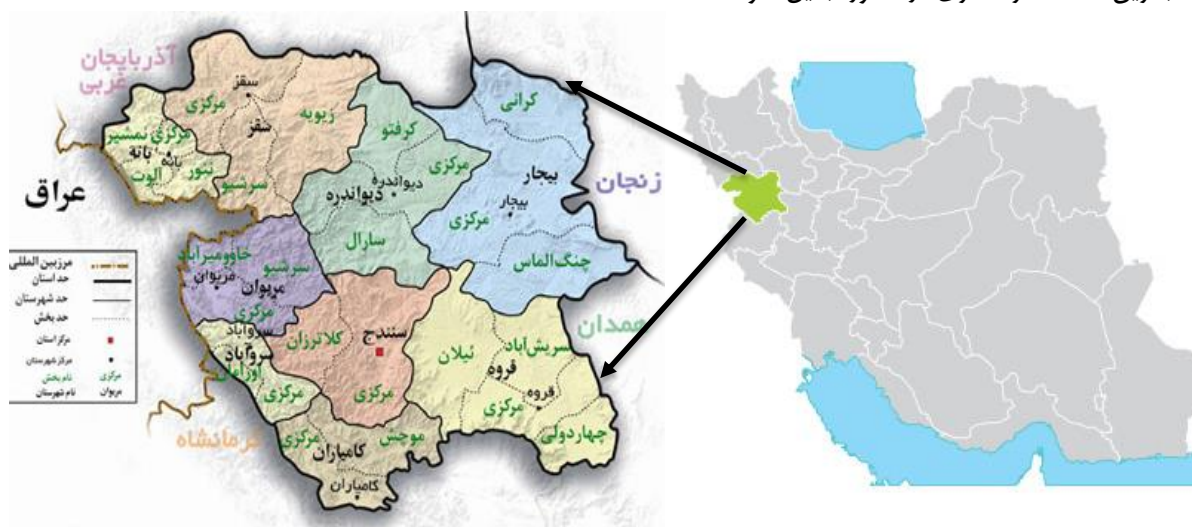 آذربایجان
غربی
سقز
مرکزی
سقز
زیویه
سرشیو
مرکزی
نمشیر
بانه
بانه
آلوت
ننور
عراق
کرفتو
مرکزی
دیواندره
دیواندره
سارال
کرانی
بیجار
بیجار
مرکزی
چنگ الماس
زنجان
همدان
خاوومیرآباد
سرشیو
مریوان
مریوان
مرکزی
سروآباد
سروآباد
اورامان
مرکزی
کلاترزان
سنندج
مرکزی
ئیلان
سریش‌آباد
قروه
قروه
مرکزی
چهاردولی
کرمانشاه
مرکزی
موچش
کامیاران
کامیاران
مرزبین المللی
حد استان
حد شهرستان
حد بخش
مرکز استان
مرکز شهرستان
نام بخش
مرکزی
نام شهرستان
مریوان